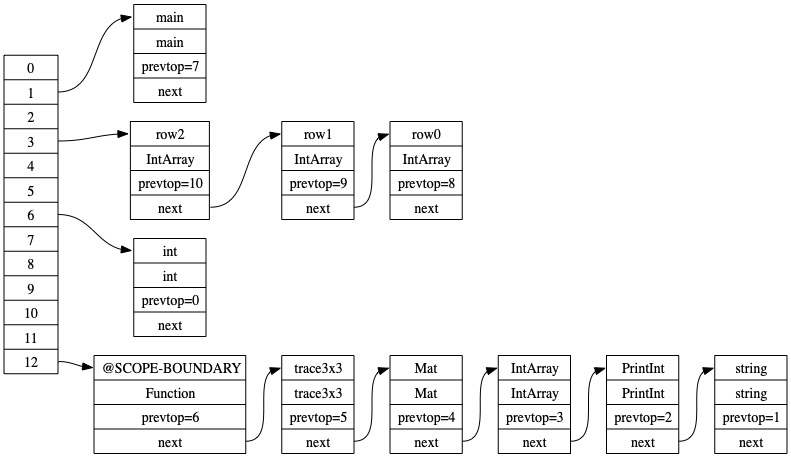 0
1
2
3
4
5
6
7
8
9
10
11
12
main
main
prevtop=7
next
row2
IntArray
prevtop=10
next
row1
IntArray
prevtop=9
next
row0
IntArray
prevtop=8
next
int
int
prevtop=0
next
@SCOPE-BOUNDARY
Function
prevtop=6
next
trace3x3
trace3x3
prevtop=5
next
Mat
Mat
prevtop=4
next
IntArray
IntArray
prevtop=3
next
PrintInt
PrintInt
prevtop=2
next
string
string
prevtop=1
next